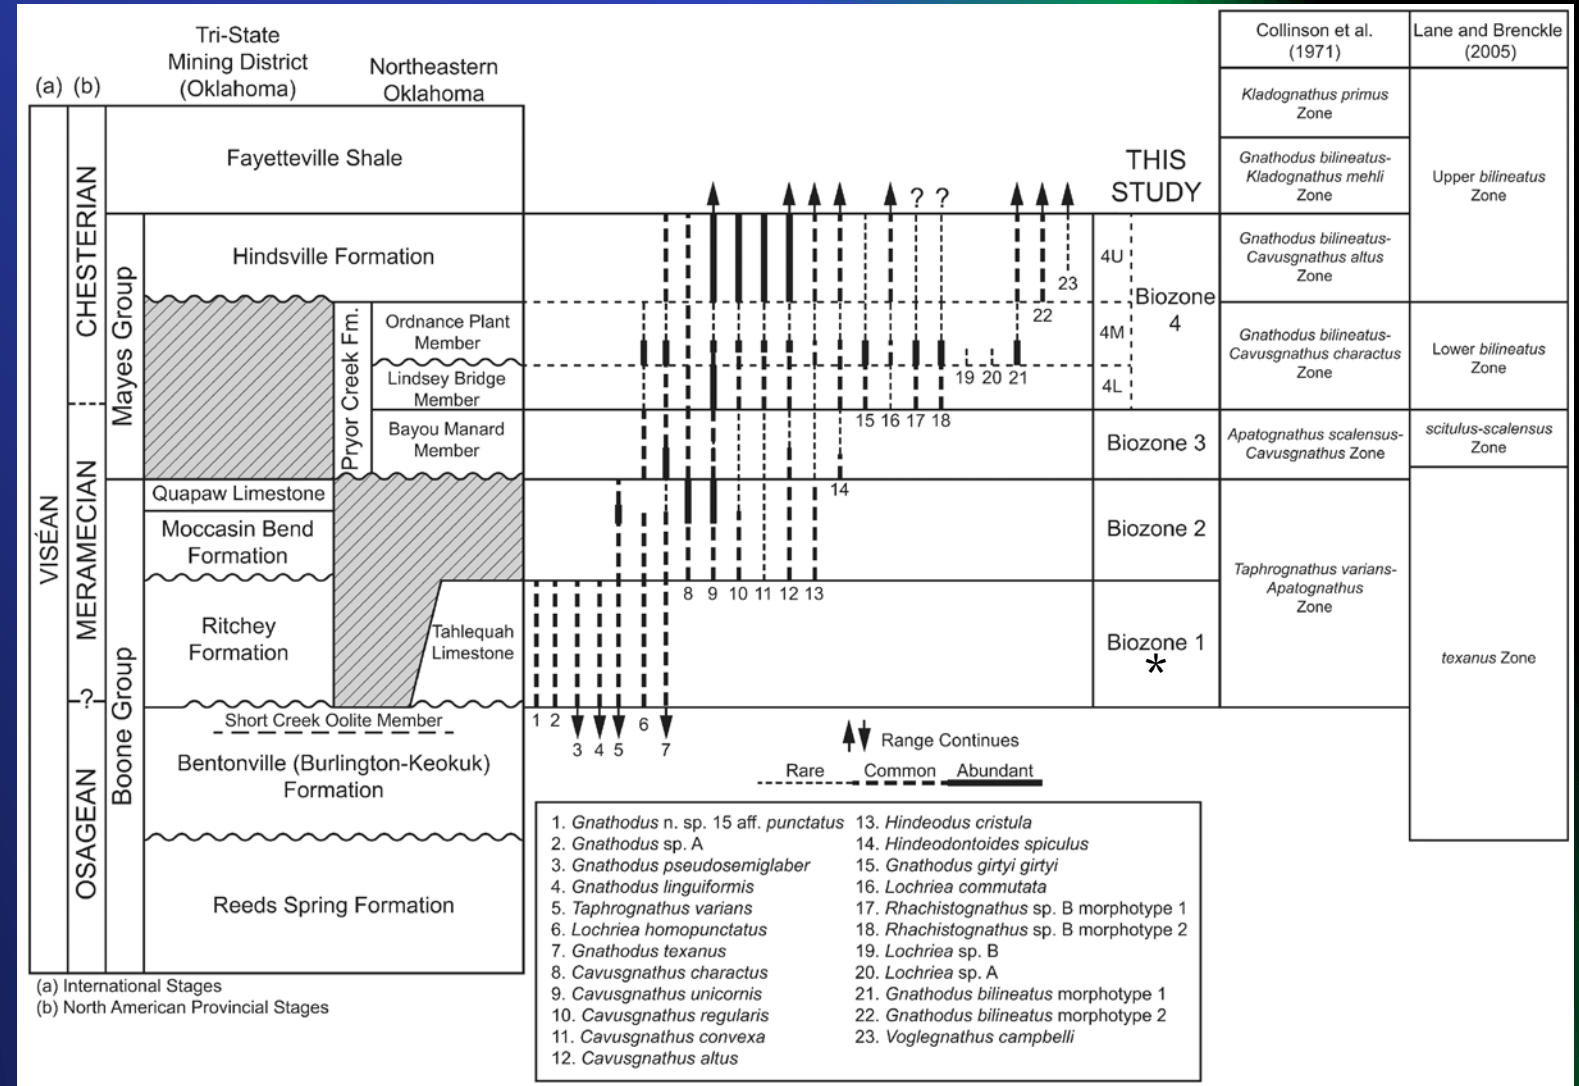 Tri-State
Mining District
(Oklahoma)
Northeastern
Oklahoma
(a) (b)
Collinson et al.
(1971)
Lane and Brenckle
(2005)
VISÉAN
CHESTERIAN
MERAMECIAN
?
OSAGEAN
Mayes Group
Boone Group
Fayetteville Shale
Hindsville Formation
Pryor Creek Fm.
Ordnance Plant
Member
Lindsey Bridge
Member
Bayou Manard
Member
Quapaw Limestone
Moccasin Bend
Formation
Ritchey
Formation
Tahlequah
Limestone
Short Creek Oolite Member
Bentonville (Burlington-Keokuk)
Formation
Reeds Spring Formation
(a) International Stages
(b) North American Provincial Stages
? ?
23
22
19 20 21
15 16 17 18
14
8 9 10 11 12 13
1 2 6
3 4 5 7
THIS
STUDY
4U
4M
4L
Biozone
4
Biozone 3
Biozone 2
Biozone 1
*
Kladognathus primus
Zone
Gnathodus bilineatus-
Kladognathus mehli
Zone
Gnathodus bilineatus-
Cavusgnathus altus
Zone
Gnathodus bilineatus-
Cavusgnathus charactus
Zone
Apatognathus scalensus-
Cavusgnathus Zone
Taphrognathus varians-
Apatognathus
Zone
Upper bilineatus
Zone
Lower bilineatus
Zone
scitulus-scalensus
Zone
texanus Zone
Range Continues
Rare Common Abundant
1. Gnathodus n. sp. 15 aff. punctatus
2. Gnathodus sp. A
3. Gnathodus pseudosemiglaber
4. Gnathodus linguiformis
5. Taphrognathus varians
6. Lochriea homopunctatus
7. Gnathodus texanus
8. Cavusgnathus charactus
9. Cavusgnathus unicornis
10. Cavusgnathus regularis
11. Cavusgnathus convexa
12. Cavusgnathus altus
13. Hindeodus cristula
14. Hindeodontoides spiculus
15. Gnathodus girtyi girtyi
16. Lochriea commutata
17. Rhachistognathus sp. B morphotype 1
18. Rhachistognathus sp. B morphotype 2
19. Lochriea sp. B
20. Lochriea sp. A
21. Gnathodus bilineatus morphotype 1
22. Gnathodus bilineatus morphotype 2
23. Voglegnathus campbelli